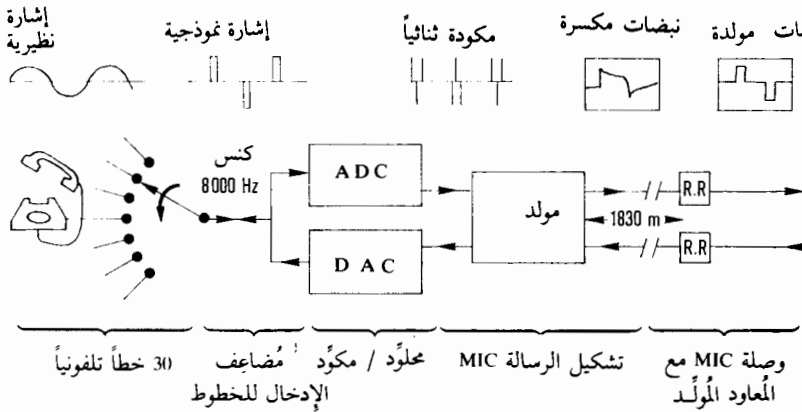 إشارة
نظيرية
إشارة نموذجية
مكودة ثنائياً
نبضات مكسرة
ات مولدة
كنس
8000 Hz
ADC
DAC
مولد
1830 m
R.R
R.R
30 خطاً تلفونياً
مُضاعِف
الإدخال للخطوط
محلوِّد / مكوِّد
تشكيل الرسالة MIC
وصلة MIC مع
المُعاود المُولِّد